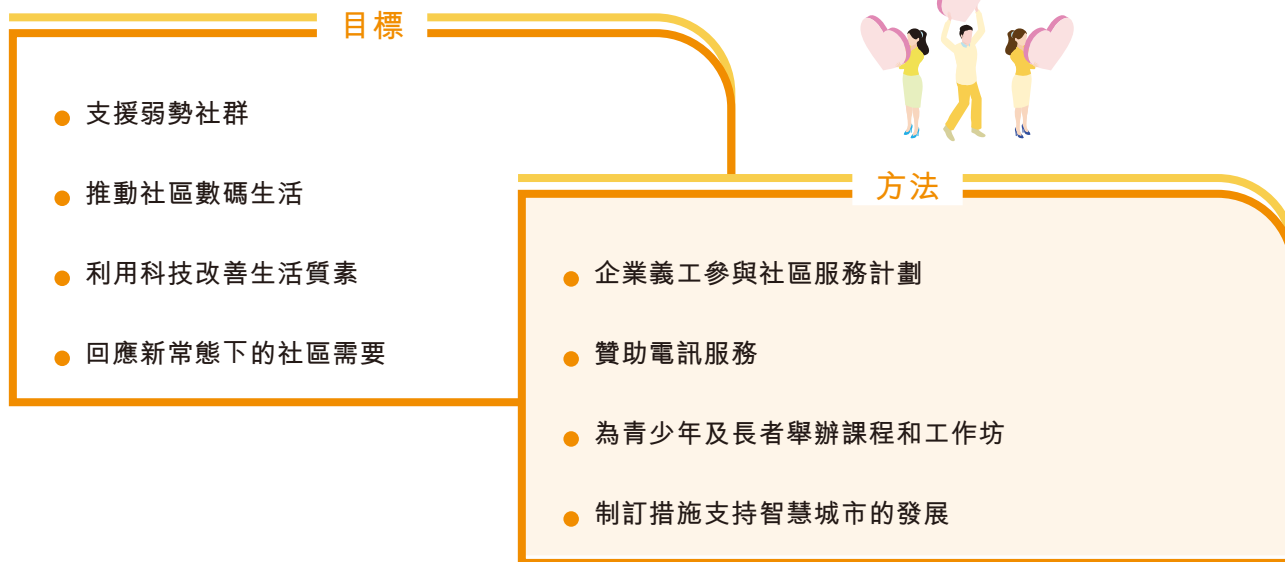 目標
支援弱勢社群
推動社區數碼生活
利用科技改善生活質素
回應新常態下的社區需要
方法
企業義工參與社區服務計劃
贊助電訊服務
為青少年及長者舉辦課程和工作坊
制訂措施支持智慧城市的發展